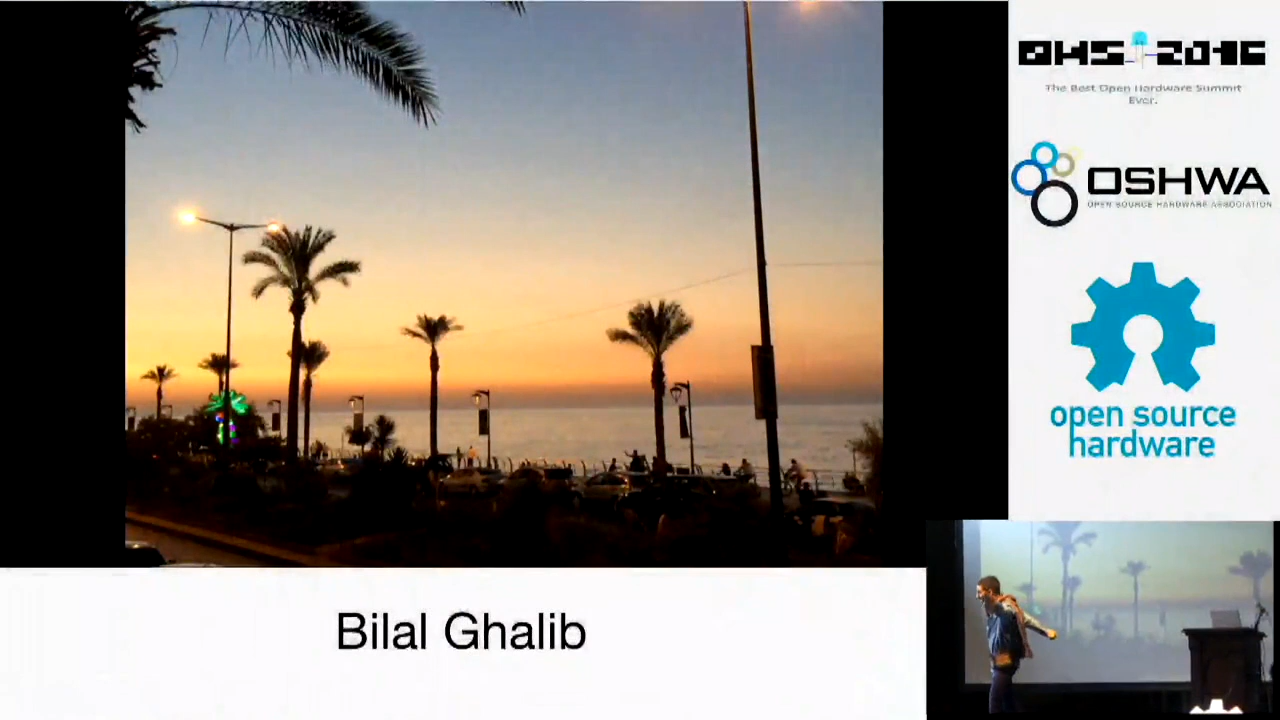 OHS 2016
The Best Open Hardware Summit
Ever.
OSHWA
OPEN SOURCE HARDWARE ASSOCIATION
open source
hardware
Bilal Ghalib